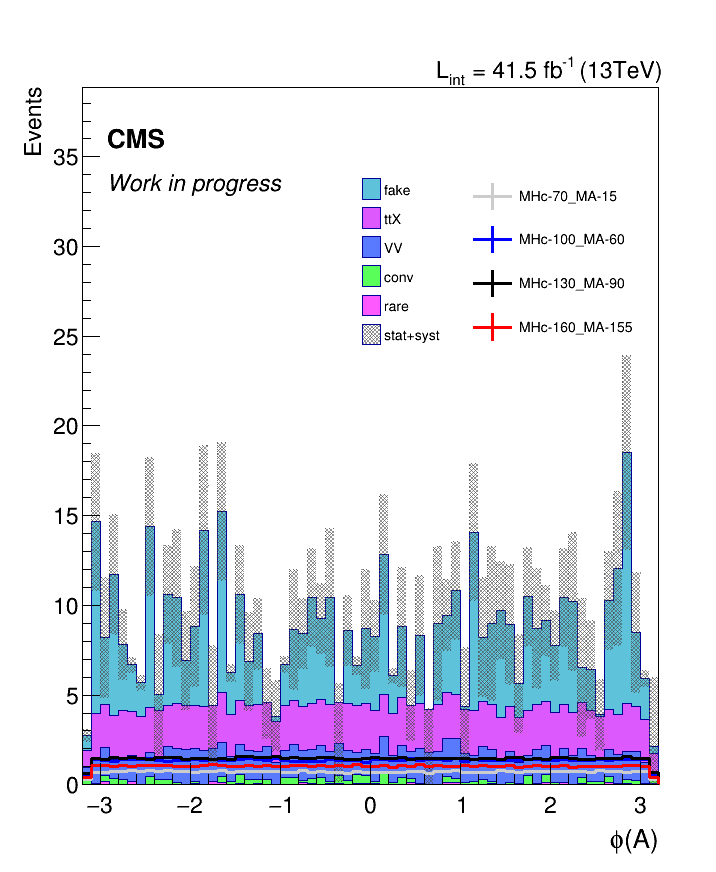 L_int = 41.5 fb^-1 (13TeV)
Events
CMS
Work in progress
fake
ttX
VV
conv
rare
stat+syst
MHc-70_MA-15
MHc-100_MA-60
MHc-130_MA-90
MHc-160_MA-155
35
30
25
20
15
10
5
0
−3 −2 −1 0 1 2 3
ϕ(A)